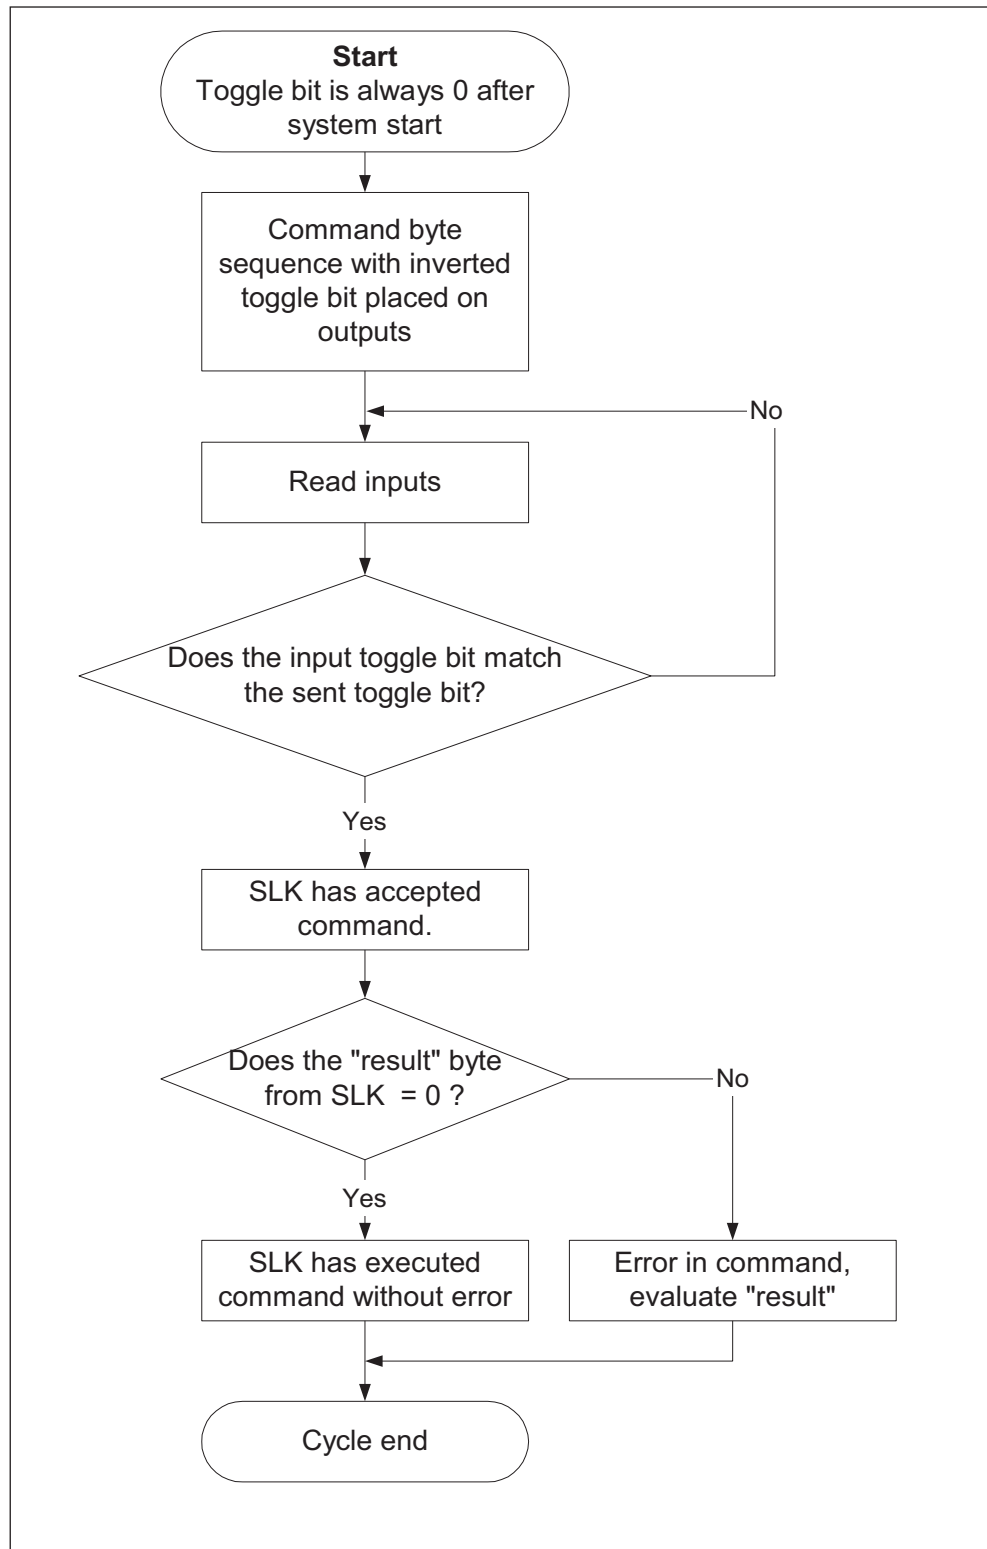 Start
Toggle bit is always 0 after
system start
Command byte
sequence with inverted
toggle bit placed on
outputs
No
Read inputs
Does the input toggle bit match
the sent toggle bit?
Yes
SLK has accepted
command.
Does the "result" byte
from SLK = 0 ?
No
Yes
SLK has executed
command without error
Error in command,
evaluate "result"
Cycle end